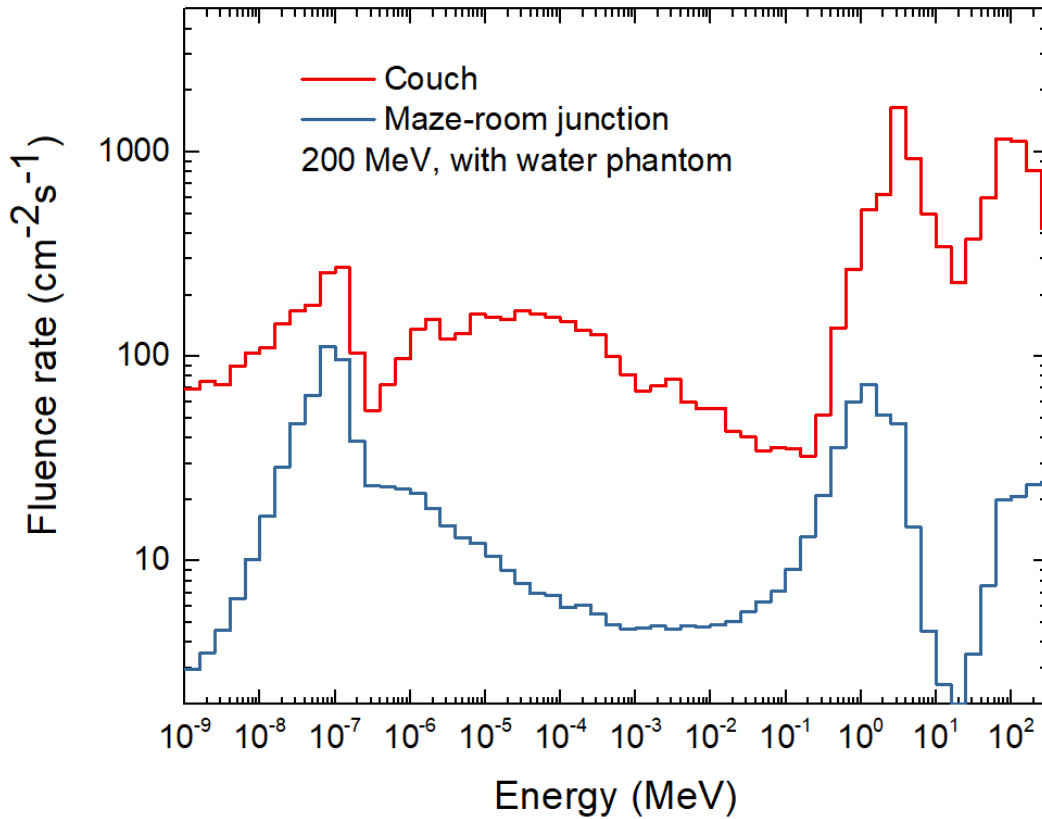 Couch
Maze-room junction
200 MeV, with water phantom
Fluence rate (cm⁻²s⁻¹)
1000
100
10
10⁻⁹ 10⁻⁸ 10⁻⁷ 10⁻⁶ 10⁻⁵ 10⁻⁴ 10⁻³ 10⁻² 10⁻¹ 10⁰ 10¹ 10²
Energy (MeV)